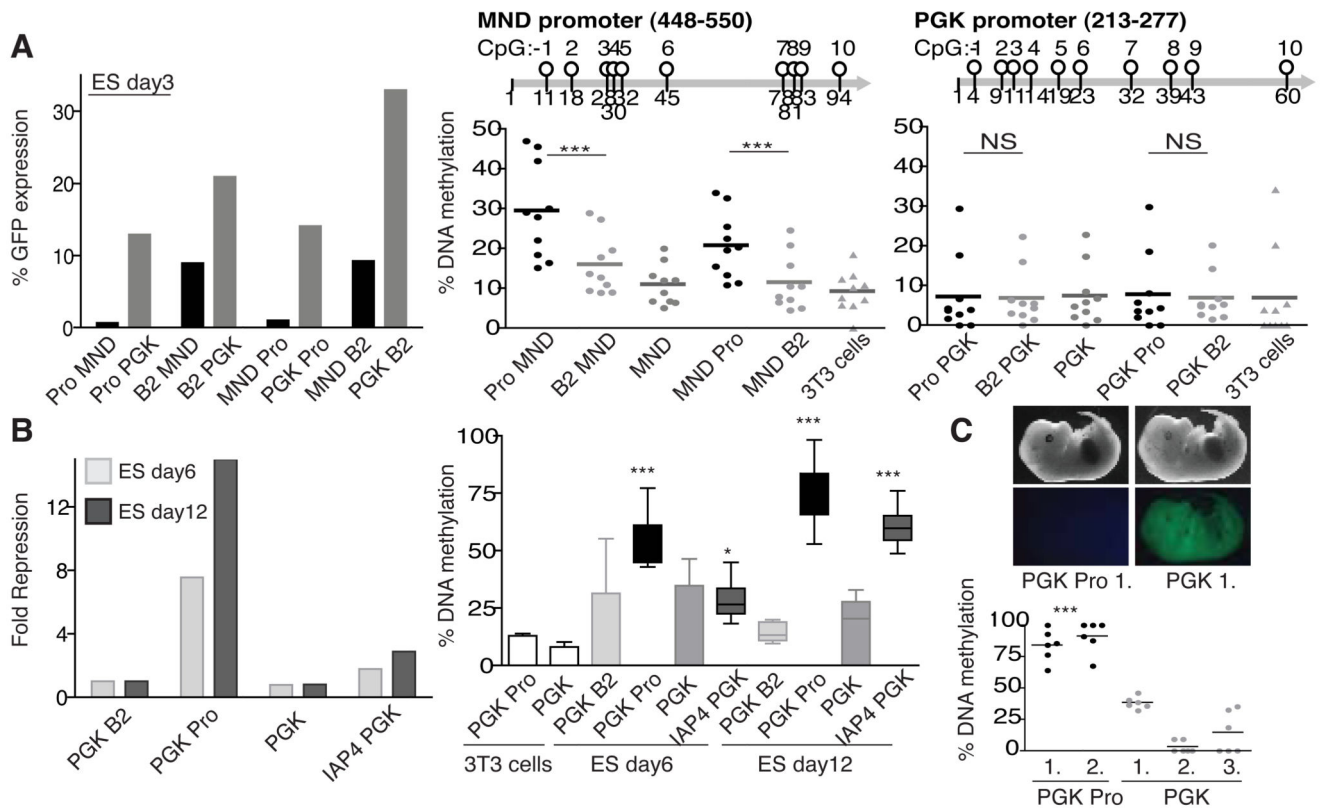 A
ES day3
% GFP expression
30
20
10
0
Pro MND
Pro PGK
B2 MND
B2 PGK
MND Pro
PGK Pro
MND B2
PGK B2
MND promoter (448-550)
CpG:-1 2 345 6 789 10
1 11 18 28 30 32 45 78 81 83 94
% DNA methylation
50
40
30
20
10
0
***
***
Pro MND
B2 MND
MND
MND Pro
MND B2
3T3 cells
PGK promoter (213-277)
CpG:-1 2 3 4 5 6 7 8 9 10
1 4 9 11 14 19 23 32 39 43 60
50
40
30
20
10
0
NS
NS
Pro PGK
B2 PGK
PGK
PGK Pro
PGK B2
3T3 cells
B
Fold Repression
ES day6
ES day12
12
8
4
0
PGK B2
PGK Pro
PGK
IAP4 PGK
% DNA methylation
100
75
50
25
0
***
*
***
***
PGK Pro
PGK
PGK B2
PGK Pro
PGK
IAP4 PGK
PGK B2
PGK Pro
PGK
IAP4 PGK
3T3 cells
ES day6
ES day12
C
PGK Pro 1.
PGK 1.
% DNA methylation
100
75
50
25
0
***
1. 2. 1. 2. 3.
PGK Pro
PGK